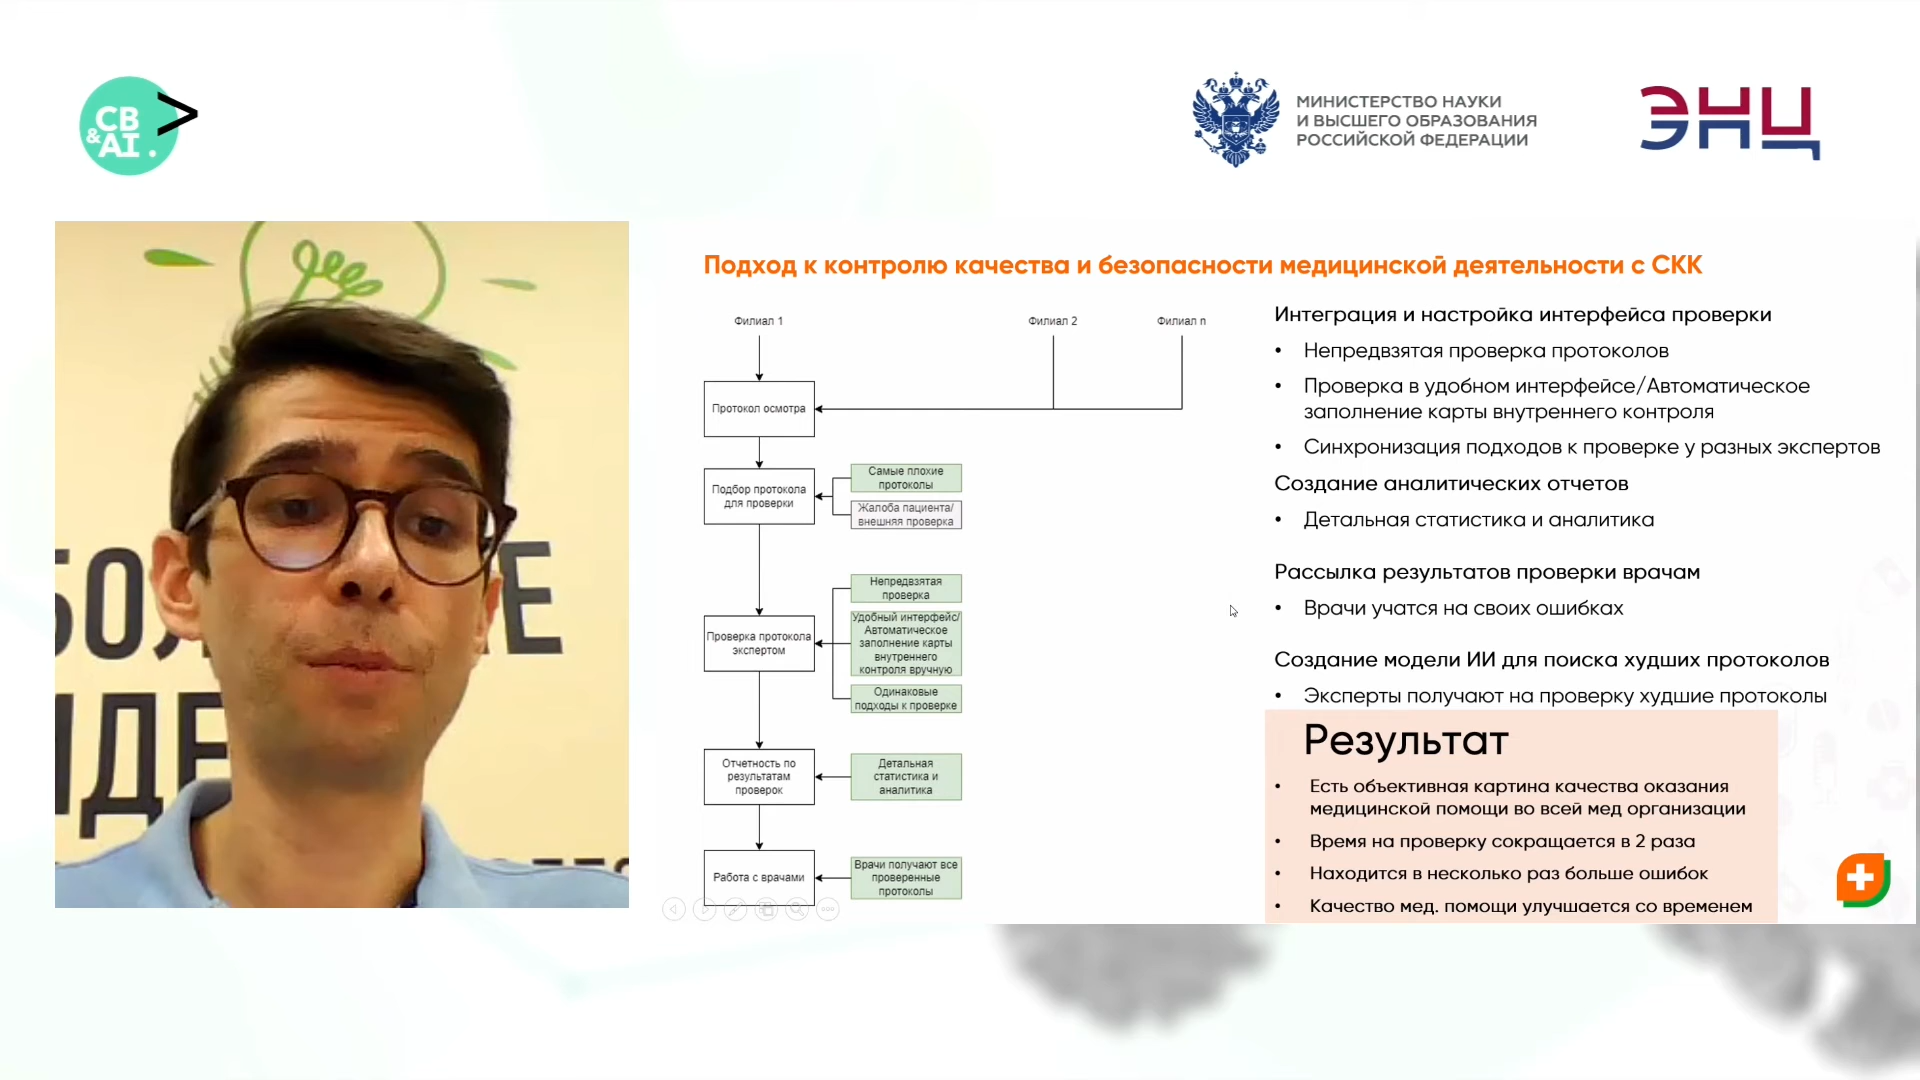 CB
&AI.
>
МИНИСТЕРСТВО НАУКИ
И ВЫСШЕГО ОБРАЗОВАНИЯ
РОССИЙСКОЙ ФЕДЕРАЦИИ
ЭНЦ
Подход к контролю качества и безопасности медицинской деятельности с СКК
Филиал 1
Филиал 2
Филиал n
Протокол осмотра
Подбор протокола
для проверки
Самые плохие
протоколы
Жалоба пациента/
внешняя проверка
Проверка протокола
экспертом
Непредвзятая
проверка
Удобный интерфейс/
Автоматическое
заполнение карты
внутреннего
контроля вручную
Одинаковые
подходы к проверке
Отчетность по
результатам
проверок
Детальная
статистика и
аналитика
Работа с врачами
Врачи получают все
проверенные
протоколы
Интеграция и настройка интерфейса проверки
• Непредвзятая проверка протоколов
• Проверка в удобном интерфейсе/Автоматическое
заполнение карты внутреннего контроля
• Синхронизация подходов к проверке у разных экспертов
Создание аналитических отчетов
• Детальная статистика и аналитика
Рассылка результатов проверки врачам
• Врачи учатся на своих ошибках
Создание модели ИИ для поиска худших протоколов
• Эксперты получают на проверку худшие протоколы
Результат
• Есть объективная картина качества оказания
медицинской помощи во всей мед организации
• Время на проверку сокращается в 2 раза
• Находится в несколько раз больше ошибок
• Качество мед. помощи улучшается со временем